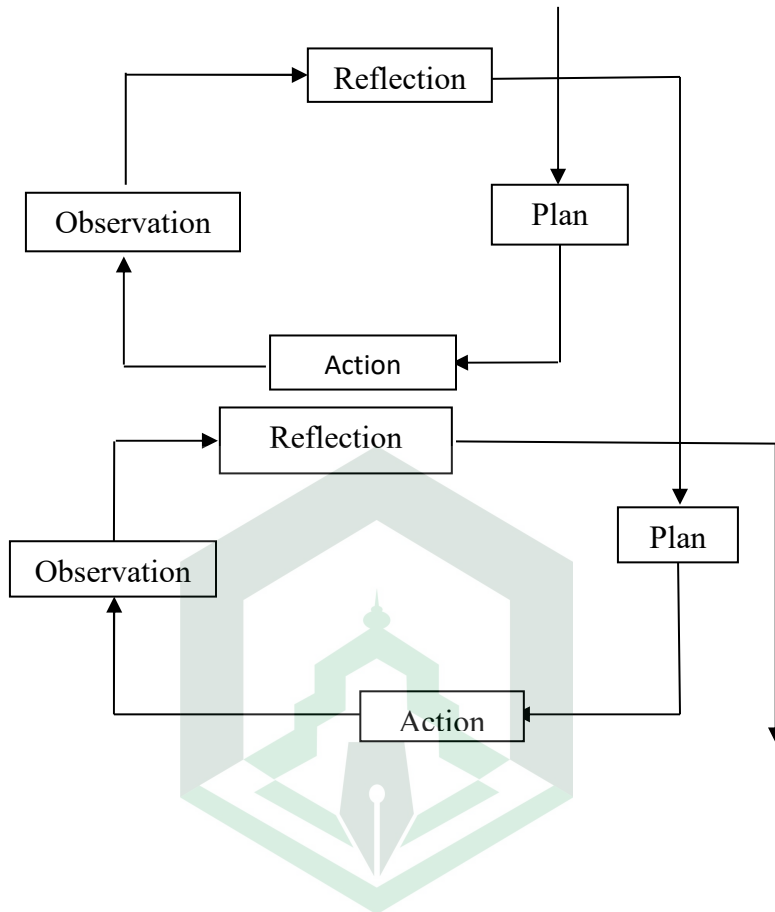 Reflection
Plan
Observation
Action
Reflection
Plan
Observation
Action